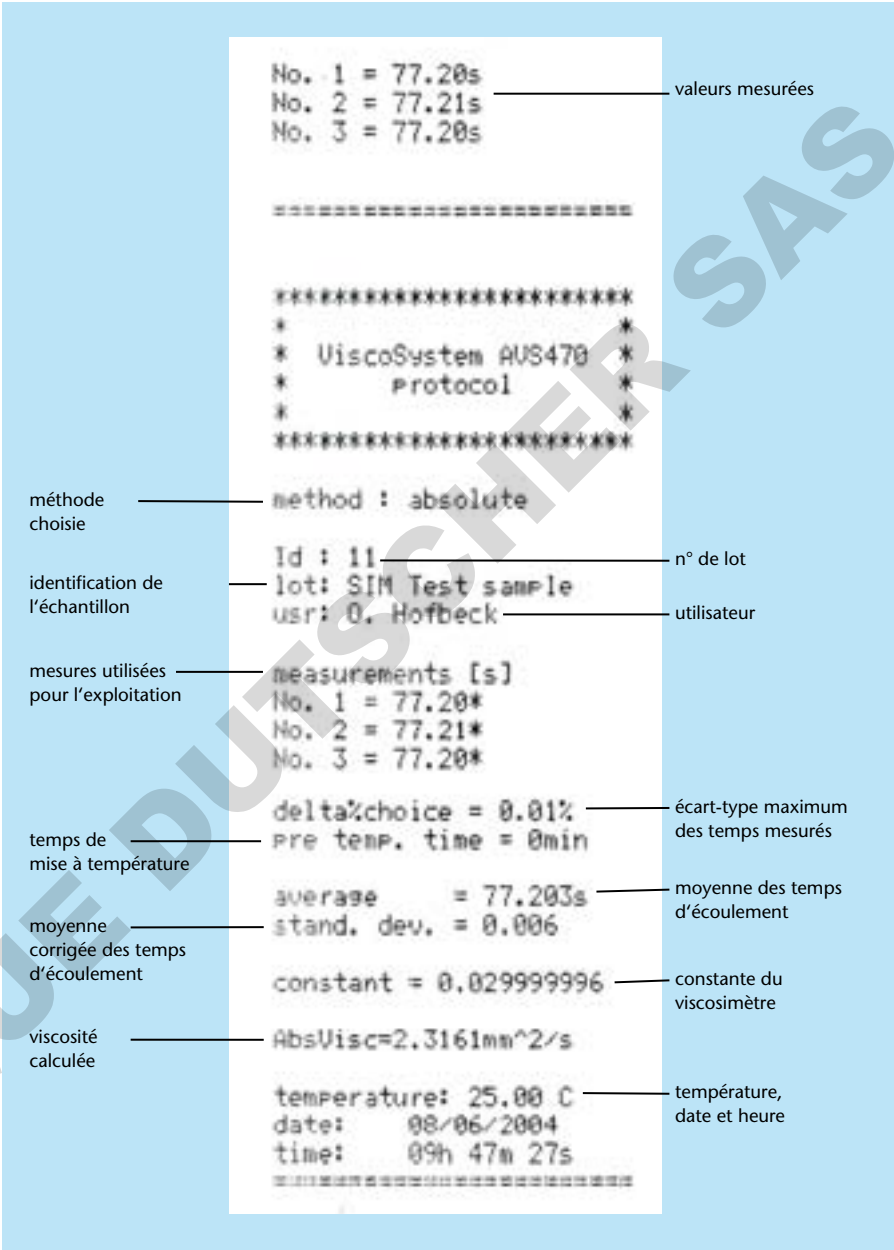 No. 1 = 77.20s
No. 2 = 77.21s
No. 3 = 77.20s
valeurs mesurées
=======================
************************
* *
* ViscoSystem AVS470 *
* protocol *
* *
************************
méthode
choisie
method : absolute
Id : 11
n° de lot
identification de
l'échantillon
lot: SIM Test sample
usr: O. Hofbeck
utilisateur
mesures utilisées
pour l'exploitation
measurements [s]
No. 1 = 77.20*
No. 2 = 77.21*
No. 3 = 77.20*
delta%choice = 0.01%
écart-type maximum
des temps mesurés
temps de
mise à température
pre temp. time = 0min
average = 77.203s
moyenne des temps
d'écoulement
moyenne
corrigée des temps
d'écoulement
stand. dev. = 0.006
constant = 0.029999996
constante du
viscosimètre
viscosité
calculée
AbsVisc=2.3161mm^2/s
temperature: 25.00 C
date: 08/06/2004
time: 09h 47m 27s
température,
date et heure
=======================
UE DUTSCHER SAS